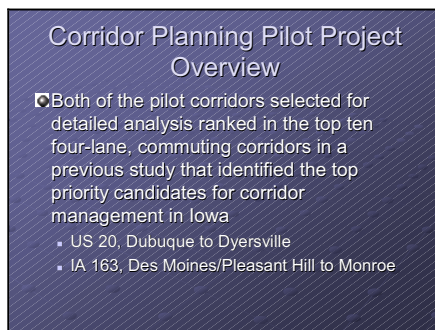 Corridor Planning Pilot Project
Overview
Both of the pilot corridors selected for
detailed analysis ranked in the top ten
four-lane, commuting corridors in a
previous study that identified the top
priority candidates for corridor
management in Iowa
US 20, Dubuque to Dyersville
IA 163, Des Moines/Pleasant Hill to Monroe